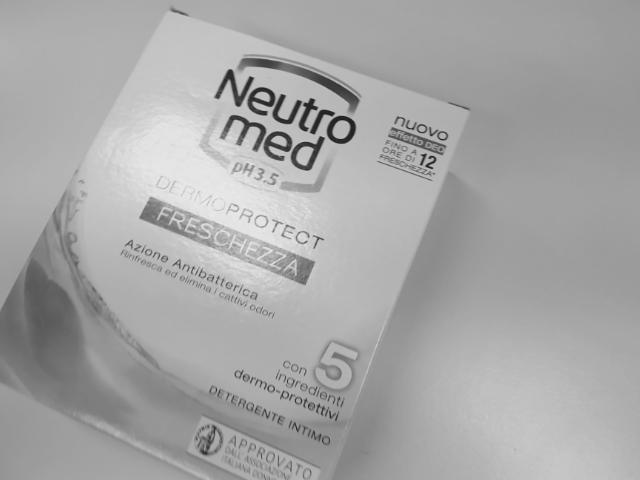 Neutro
med
pH3.5
nuovo
effetto DEO
FINO A
ORE DI 12
FRESCHEZZA*
DERMOPROTECT
FRESCHEZZA
Azione Antibatterica
Rinfresca ed elimina i cattivi odori
con 5
ingredienti
dermo-protettivi
DETERGENTE INTIMO
APPROVATO
DALL'ASSOCIAZIONE
ITALIANA